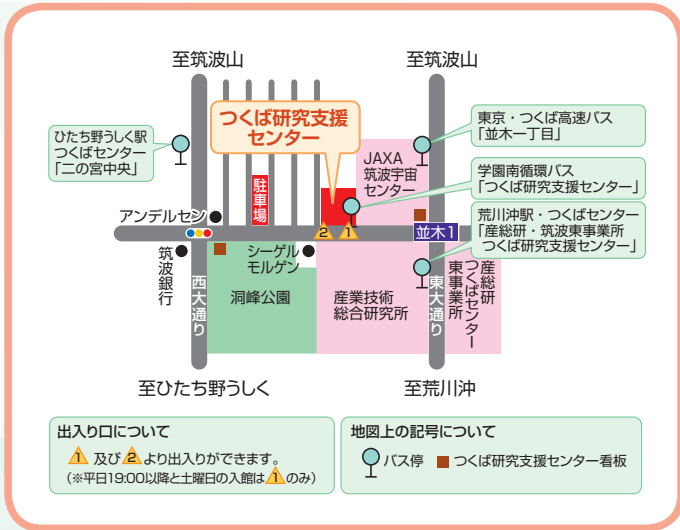 至筑波山
至筑波山
ひたち野うしく駅
つくばセンター
「二の宮中央」
つくば研究支援
センター
東京・つくば高速バス
「並木一丁目」
JAXA
筑波宇宙
センター
学園南循環バス
「つくば研究支援センター」
駐車場
アンデルセン
荒川沖駅・つくばセンター
「産総研・筑波東事業所
つくば研究支援センター」
2
1
並木1
筑波銀行
西大通り
シーゲル
モルゲン
洞峰公園
産業技術
総合研究所
東大通り
産総研
つくばセンター
東事業所
至ひたち野うしく
至荒川沖
出入り口について
1 及び 2 より出入りができます。
(※平日19:00以降と土曜日の入館は 1 のみ)
地図上の記号について
バス停 つくば研究支援センター看板